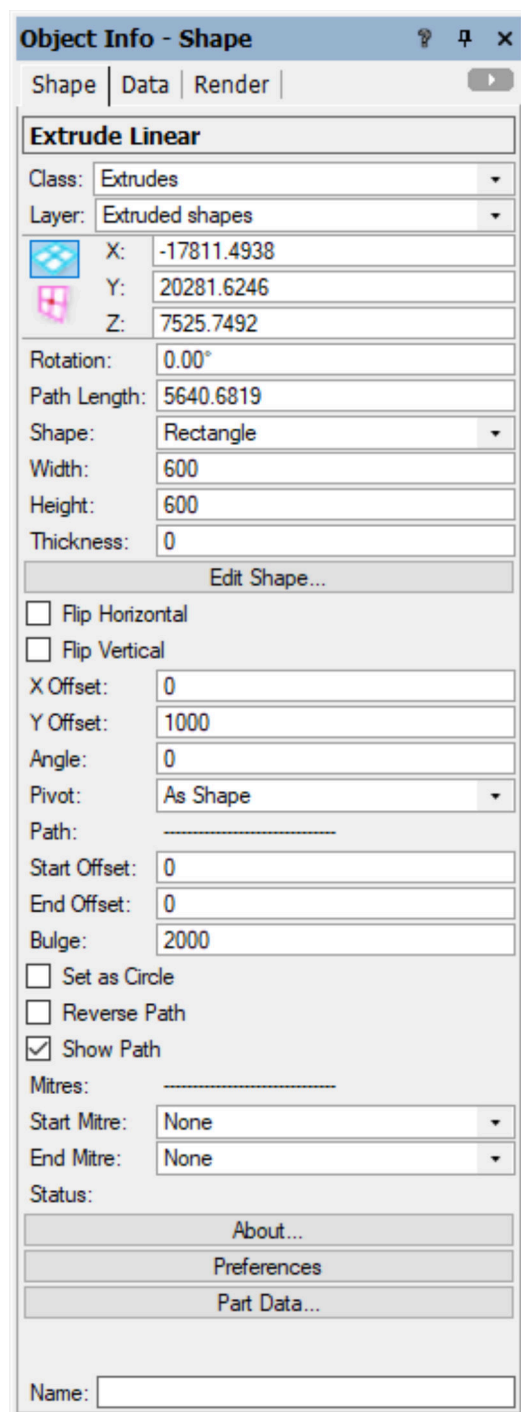 Object Info - Shape
Shape Data Render
Extrude Linear
Class: Extrudes
Layer: Extruded shapes
X: -17811.4938
Y: 20281.6246
Z: 7525.7492
Rotation: 0.00°
Path Length: 5640.6819
Shape: Rectangle
Width: 600
Height: 600
Thickness: 0
Edit Shape...
Flip Horizontal
Flip Vertical
X Offset: 0
Y Offset: 1000
Angle: 0
Pivot: As Shape
Path: ------------------------------
Start Offset: 0
End Offset: 0
Bulge: 2000
Set as Circle
Reverse Path
Show Path
Mitres: ------------------------------
Start Mitre: None
End Mitre: None
Status:
About...
Preferences
Part Data...
Name: